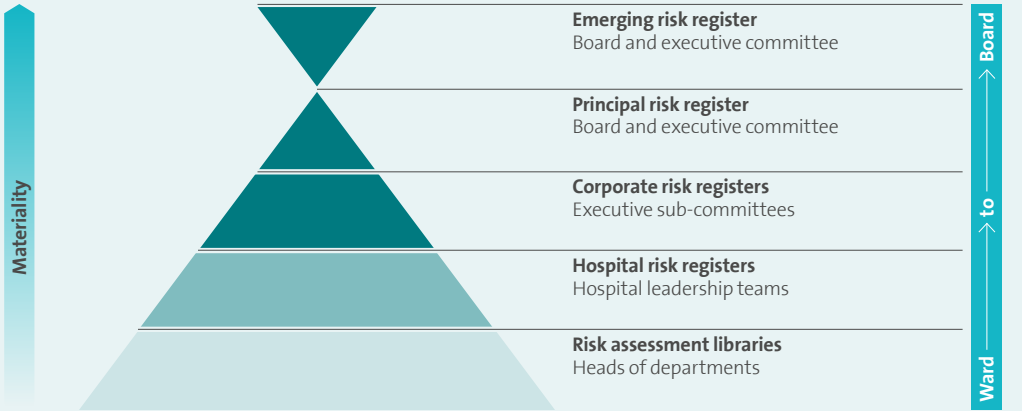 Materiality
Emerging risk register
Board and executive committee
Principal risk register
Board and executive committee
Corporate risk registers
Executive sub-committees
Hospital risk registers
Hospital leadership teams
Risk assessment libraries
Heads of departments
Ward to Board